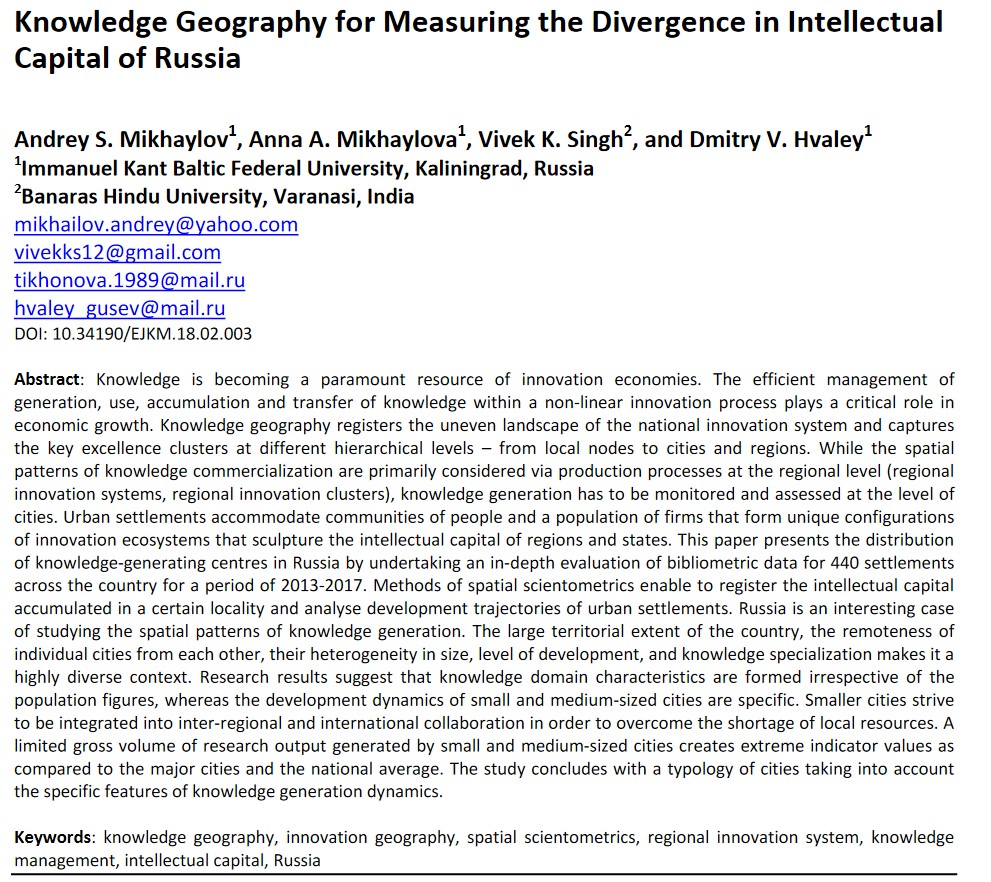 Knowledge Geography for Measuring the Divergence in Intellectual
Capital of Russia
Andrey S. Mikhaylov1, Anna A. Mikhaylova1, Vivek K. Singh2, and Dmitry V. Hvaley1
1Immanuel Kant Baltic Federal University, Kaliningrad, Russia
2Banaras Hindu University, Varanasi, India
mikhailov.andrey@yahoo.com
vivekks12@gmail.com
tikhonova.1989@mail.ru
hvaley_gusev@mail.ru
DOI: 10.34190/EJKM.18.02.003
Abstract: Knowledge is becoming a paramount resource of innovation economies. The efficient management of
generation, use, accumulation and transfer of knowledge within a non-linear innovation process plays a critical role in
economic growth. Knowledge geography registers the uneven landscape of the national innovation system and captures
the key excellence clusters at different hierarchical levels – from local nodes to cities and regions. While the spatial
patterns of knowledge commercialization are primarily considered via production processes at the regional level (regional
innovation systems, regional innovation clusters), knowledge generation has to be monitored and assessed at the level of
cities. Urban settlements accommodate communities of people and a population of firms that form unique configurations
of innovation ecosystems that sculpture the intellectual capital of regions and states. This paper presents the distribution
of knowledge-generating centres in Russia by undertaking an in-depth evaluation of bibliometric data for 440 settlements
across the country for a period of 2013-2017. Methods of spatial scientometrics enable to register the intellectual capital
accumulated in a certain locality and analyse development trajectories of urban settlements. Russia is an interesting case
of studying the spatial patterns of knowledge generation. The large territorial extent of the country, the remoteness of
individual cities from each other, their heterogeneity in size, level of development, and knowledge specialization makes it a
highly diverse context. Research results suggest that knowledge domain characteristics are formed irrespective of the
population figures, whereas the development dynamics of small and medium-sized cities are specific. Smaller cities strive
to be integrated into inter-regional and international collaboration in order to overcome the shortage of local resources. A
limited gross volume of research output generated by small and medium-sized cities creates extreme indicator values as
compared to the major cities and the national average. The study concludes with a typology of cities taking into account
the specific features of knowledge generation dynamics.
Keywords: knowledge geography, innovation geography, spatial scientometrics, regional innovation system, knowledge
management, intellectual capital, Russia